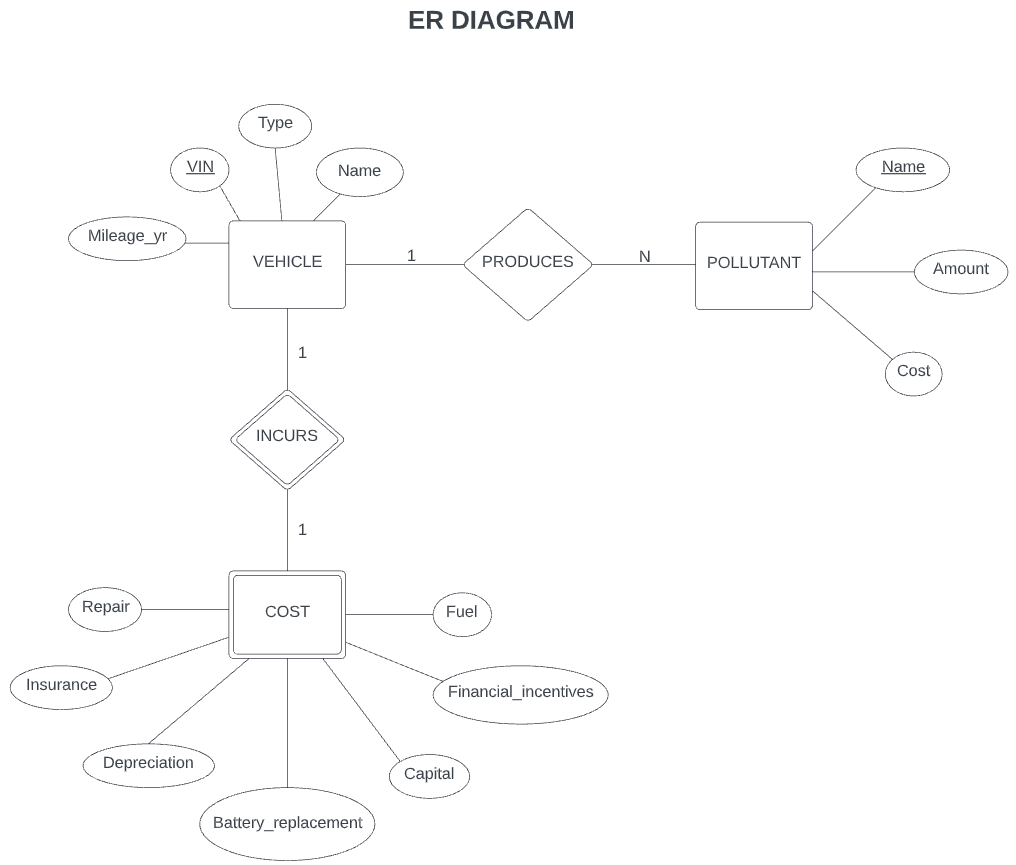 ER DIAGRAM
Type
VIN
Name
Name
Mileage_yr
VEHICLE
1
PRODUCES
N
POLLUTANT
Amount
1
Cost
INCURS
1
Repair
COST
Fuel
Insurance
Financial_incentives
Depreciation
Capital
Battery_replacement